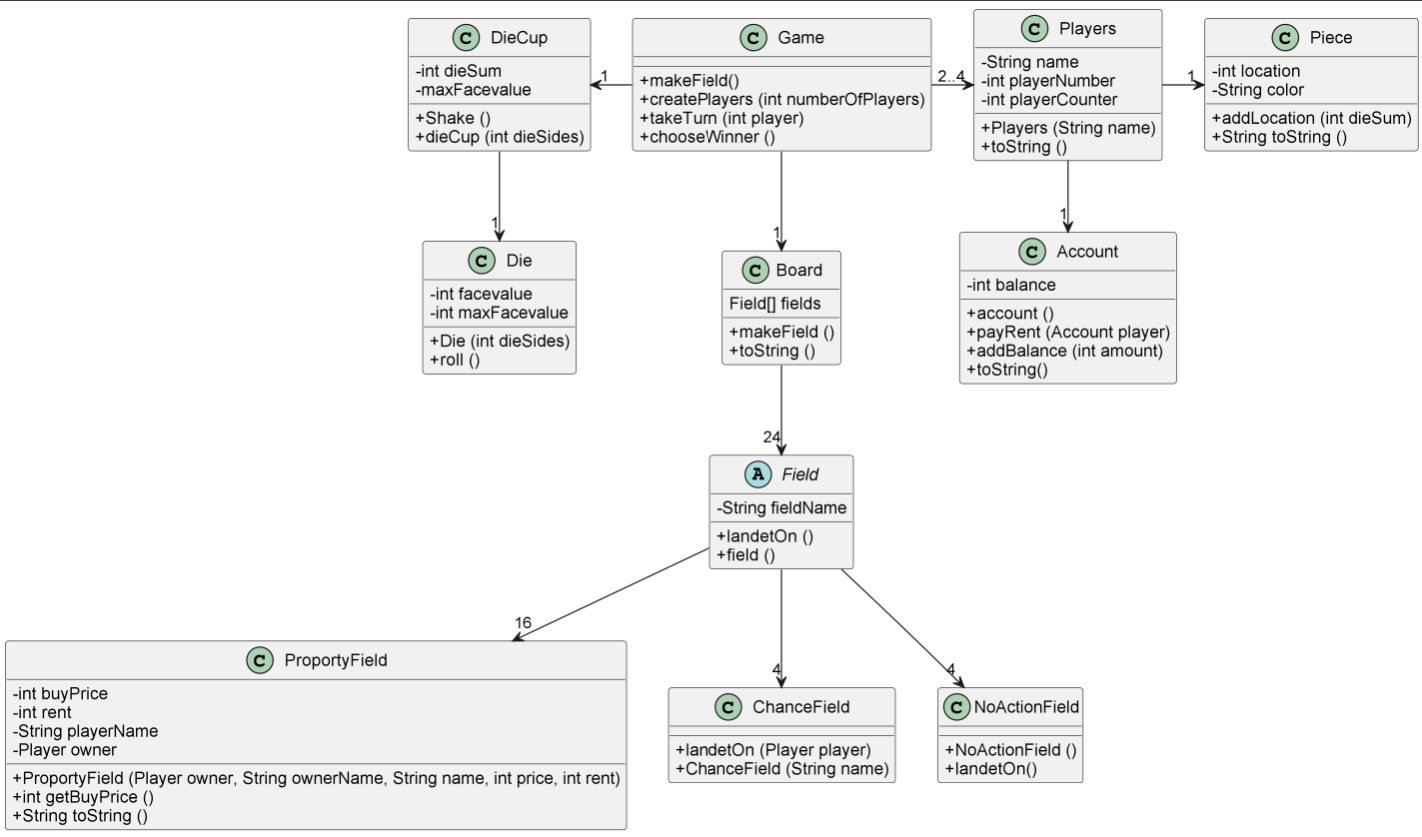 C DieCup
-int dieSum
-maxFacevalue
+Shake ()
+dieCup (int dieSides)
1
C Game
+makeField()
+createPlayers (int numberOfPlayers)
+takeTurn (int player)
+chooseWinner ()
2..4
C Players
-String name
-int playerNumber
-int playerCounter
+Players (String name)
+toString ()
1
C Piece
-int location
-String color
+addLocation (int dieSum)
+String toString ()
1
C Die
-int facevalue
-int maxFacevalue
+Die (int dieSides)
+roll ()
1
C Board
Field[] fields
+makeField ()
+toString ()
1
C Account
-int balance
+account ()
+payRent (Account player)
+addBalance (int amount)
+toString()
24
A Field
-String fieldName
+landetOn ()
+field ()
16
C ProportyField
-int buyPrice
-int rent
-String playerName
-Player owner
+ProportyField (Player owner, String ownerName, String name, int price, int rent)
+int getBuyPrice ()
+String toString ()
4
C ChanceField
+landetOn (Player player)
+ChanceField (String name)
4
C NoActionField
+NoActionField ()
+landetOn()